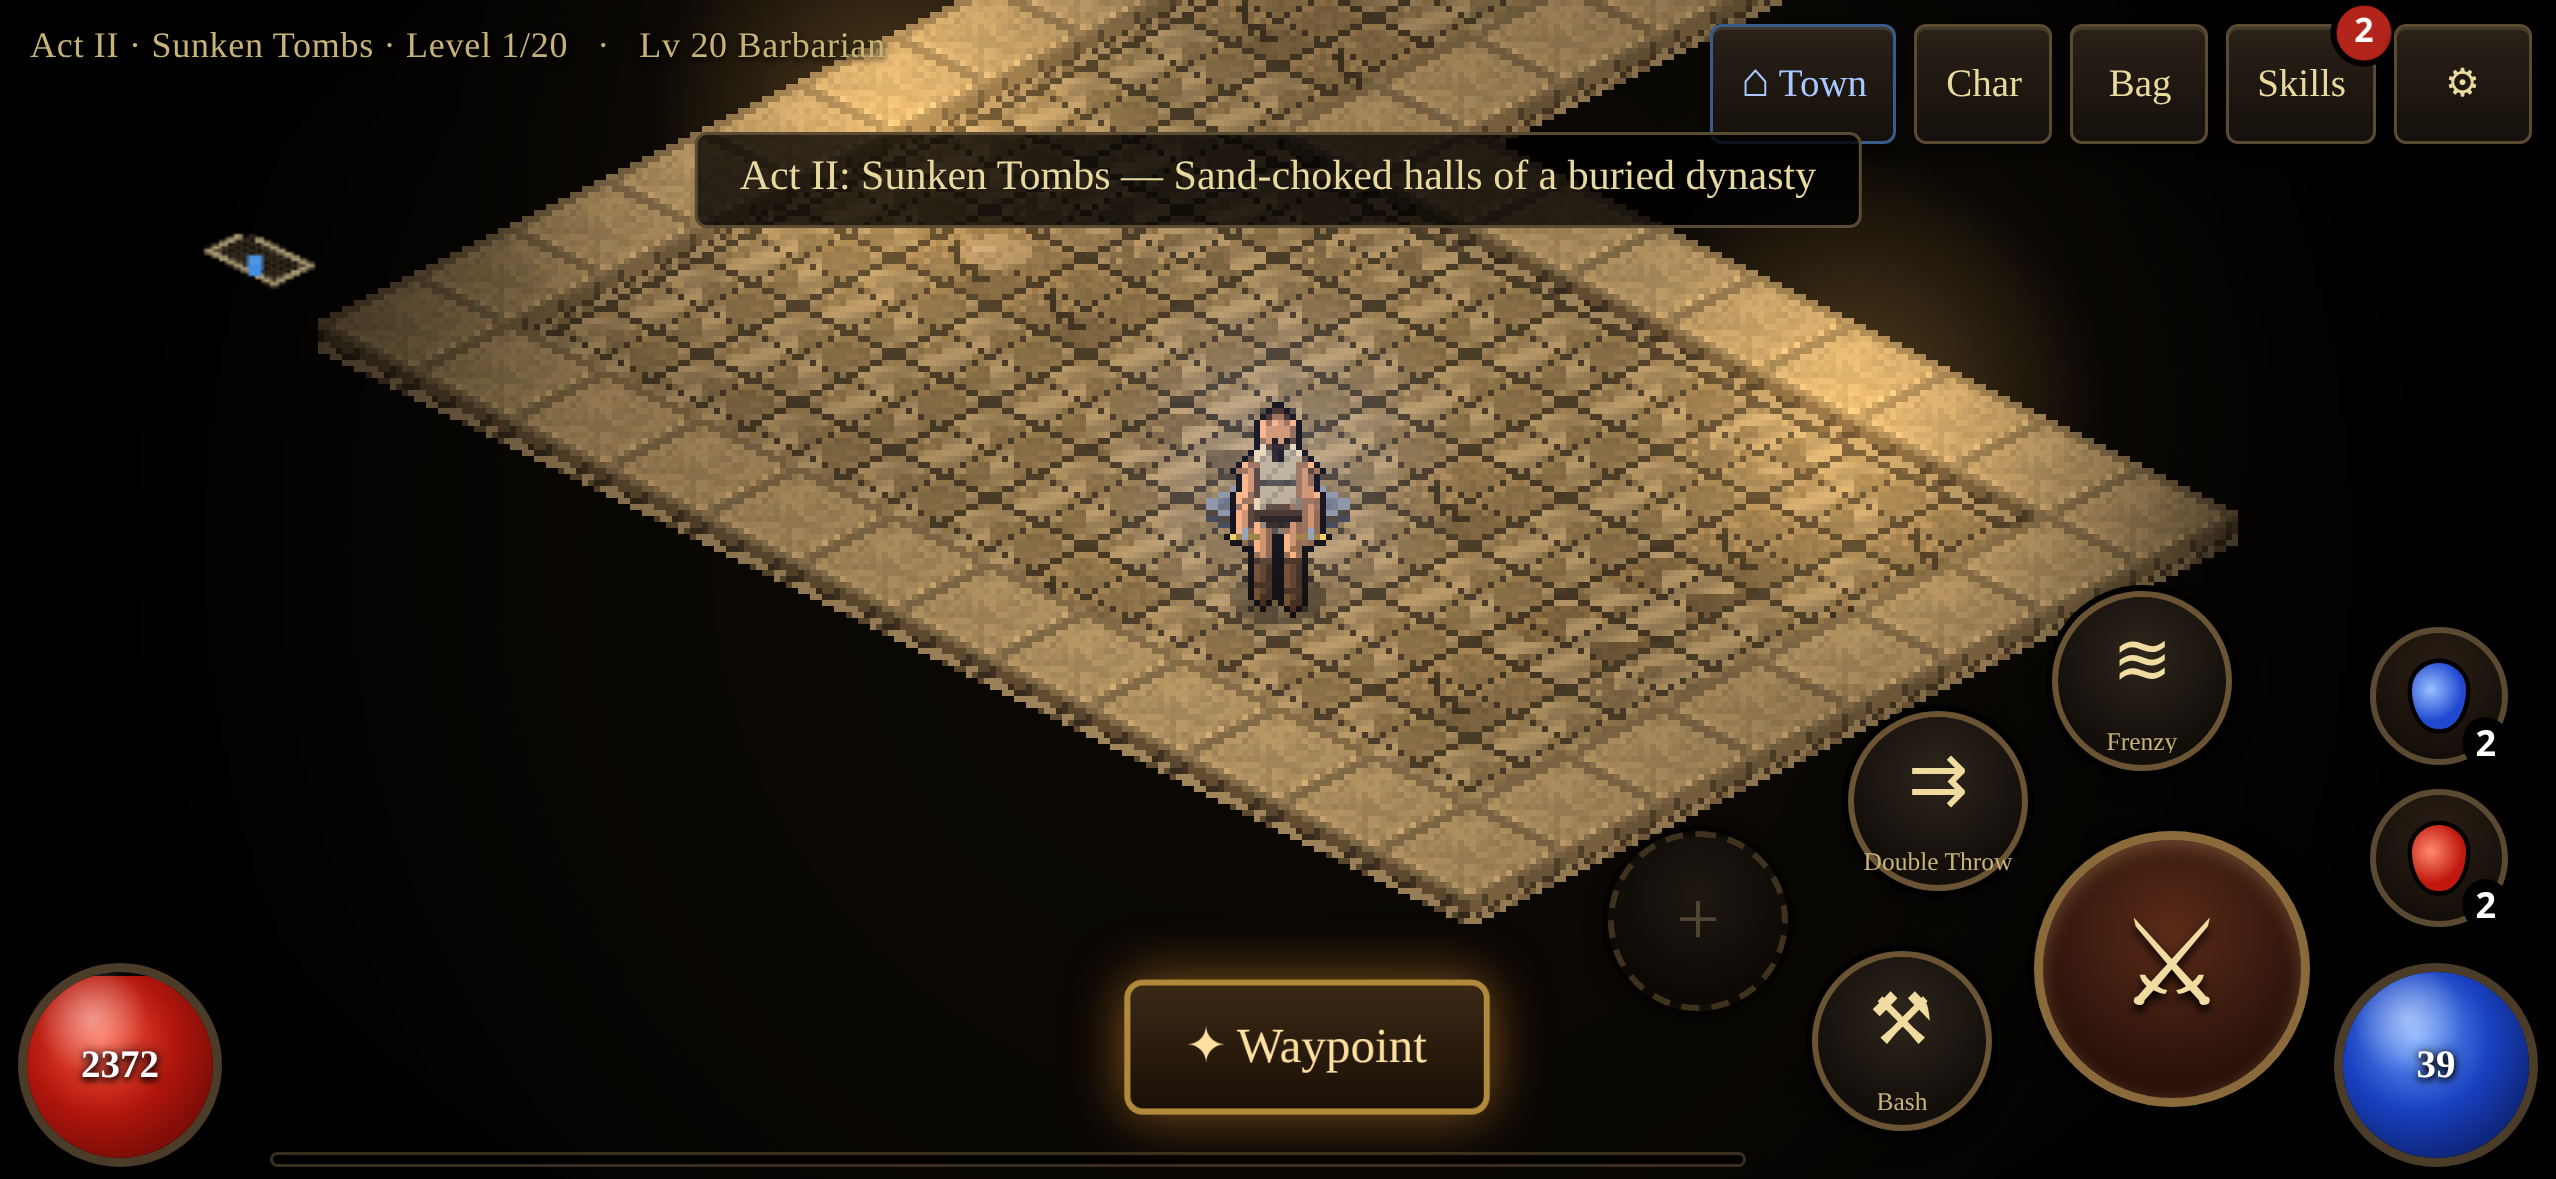 Act II · Sunken Tombs · Level 1/20 · Lv 20 Barbarian
⌂ Town
Char
Bag
Skills
2
⚙
Act II: Sunken Tombs — Sand-choked halls of a buried dynasty
Frenzy
2
Double Throw
2
+
✦ Waypoint
Bash
2372
39